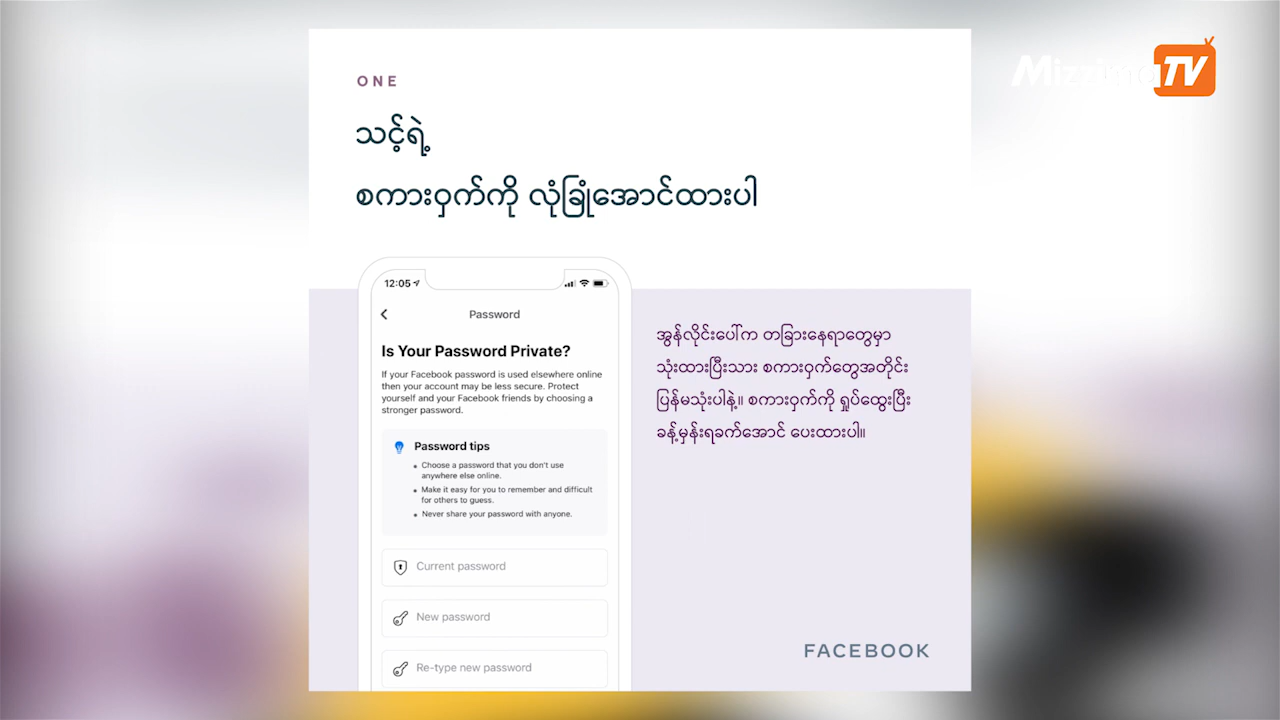 MizzimaTV
ONE
သင့်ရဲ့
စကားဝှက်ကို လုံခြုံအောင်ထားပါ
12:05
Password
Is Your Password Private?
If your Facebook password is used elsewhere online
then your account may be less secure. Protect
yourself and your Facebook friends by choosing a
stronger password.
Password tips
• Choose a password that you don't use
anywhere else online.
• Make it easy for you to remember and difficult
for others to guess.
• Never share your password with anyone.
Current password
New password
Re-type new password
အွန်လိုင်းပေါ်က တခြားနေရာတွေမှာ
သုံးထားပြီးသား စကားဝှက်တွေအတိုင်း
ပြန်မသုံးပါနဲ့။ စကားဝှက်ကို ရှုပ်ထွေးပြီး
ခန့်မှန်းရခက်အောင် ပေးထားပါ။
FACEBOOK